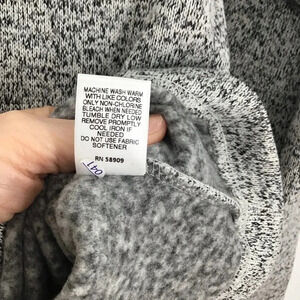 MACHINE WASH WARM
WITH LIKE COLORS
ONLY NON-CHLORINE
BLEACH WHEN NEEDED
TUMBLE DRY LOW
REMOVE PROMPTLY
COOL IRON IF
NEEDED
DO NOT USE FABRIC
SOFTENER
RN 58909